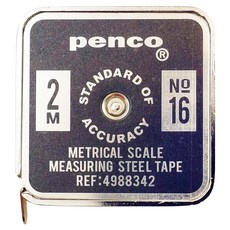 penco®
2 M
STANDARD OF ACCURACY
Nº 16
METRICAL SCALE
MEASURING STEEL TAPE
REF:4988342